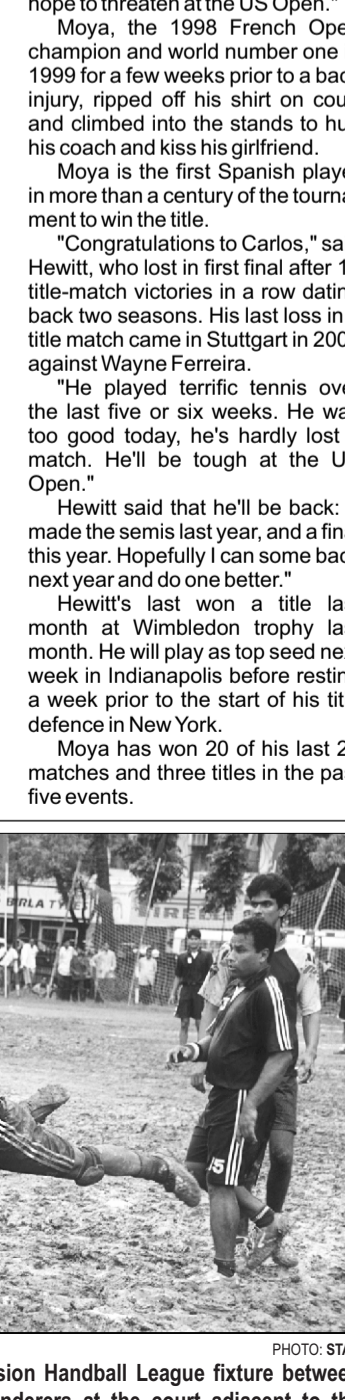 hope to threaten at the US Open."
Moya, the 1998 French Ope
champion and world number one
1999 for a few weeks prior to a bac
injury, ripped off his shirt on cou
and climbed into the stands to hu
his coach and kiss his girlfriend.
Moya is the first Spanish playe
in more than a century of the tourna
ment to win the title.
"Congratulations to Carlos," sa
Hewitt, who lost in first final after 1
title-match victories in a row datin
back two seasons. His last loss in
title match came in Stuttgart in 200
against Wayne Ferreira.
"He played terrific tennis ove
the last five or six weeks. He wa
too good today, he's hardly lost
match. He'll be tough at the U
Open."
Hewitt said that he'll be back:
made the semis last year, and a fin
this year. Hopefully I can some bac
next year and do one better."
Hewitt's last won a title la
month at Wimbledon trophy la
month. He will play as top seed nex
week in Indianapolis before restin
a week prior to the start of his tit
defence in New York.
Moya has won 20 of his last 2
matches and three titles in the pa
five events.
BIRLA TY
15
PHOTO: STA
sion Handball League fixture betwee
nderers at the court adjacent to th